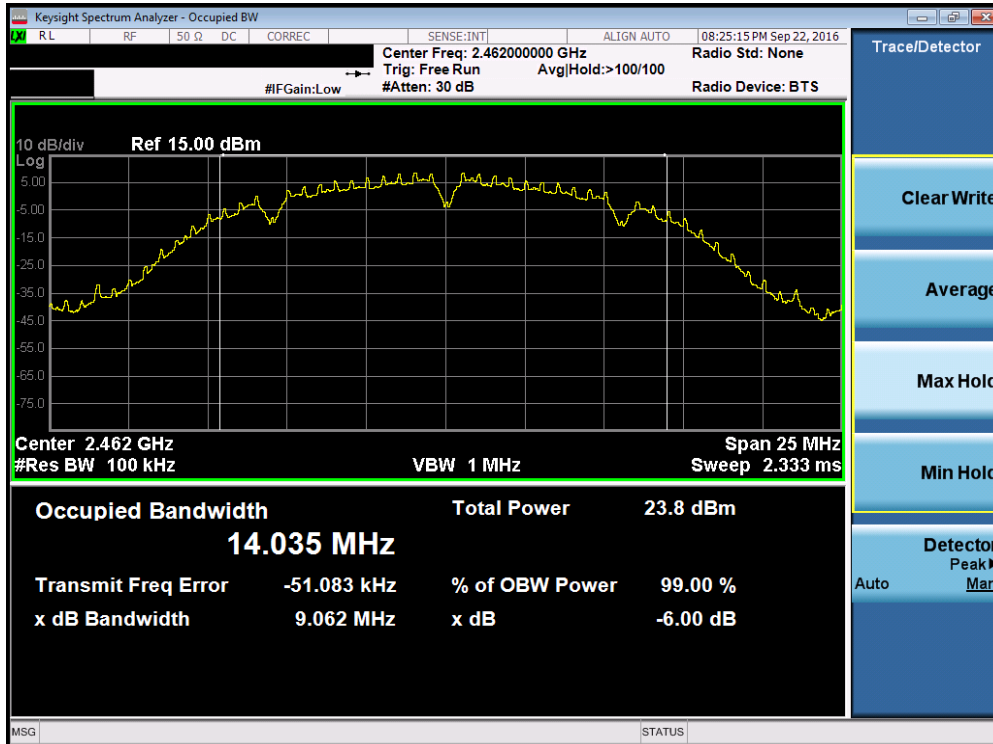 Keysight Spectrum Analyzer - Occupied BW
LXI RL RF 50 Ω DC CORREC SENSE:INT ALIGN AUTO 08:25:15 PM Sep 22, 2016
Trace/Detector
Center Freq: 2.462000000 GHz Radio Std: None
Trig: Free Run Avg|Hold:>100/100
#IFGain:Low #Atten: 30 dB Radio Device: BTS
10 dB/div Ref 15.00 dBm
Log
5.00
-5.00
-15.0
-25.0
-35.0
-45.0
-55.0
-65.0
-75.0
Center 2.462 GHz Span 25 MHz
#Res BW 100 kHz VBW 1 MHz Sweep 2.333 ms
Occupied Bandwidth Total Power 23.8 dBm
14.035 MHz
Transmit Freq Error -51.083 kHz % of OBW Power 99.00 %
x dB Bandwidth 9.062 MHz x dB -6.00 dB
Clear Write
Average
Max Hold
Min Hold
Detector
Peak
Auto Man
MSG STATUS